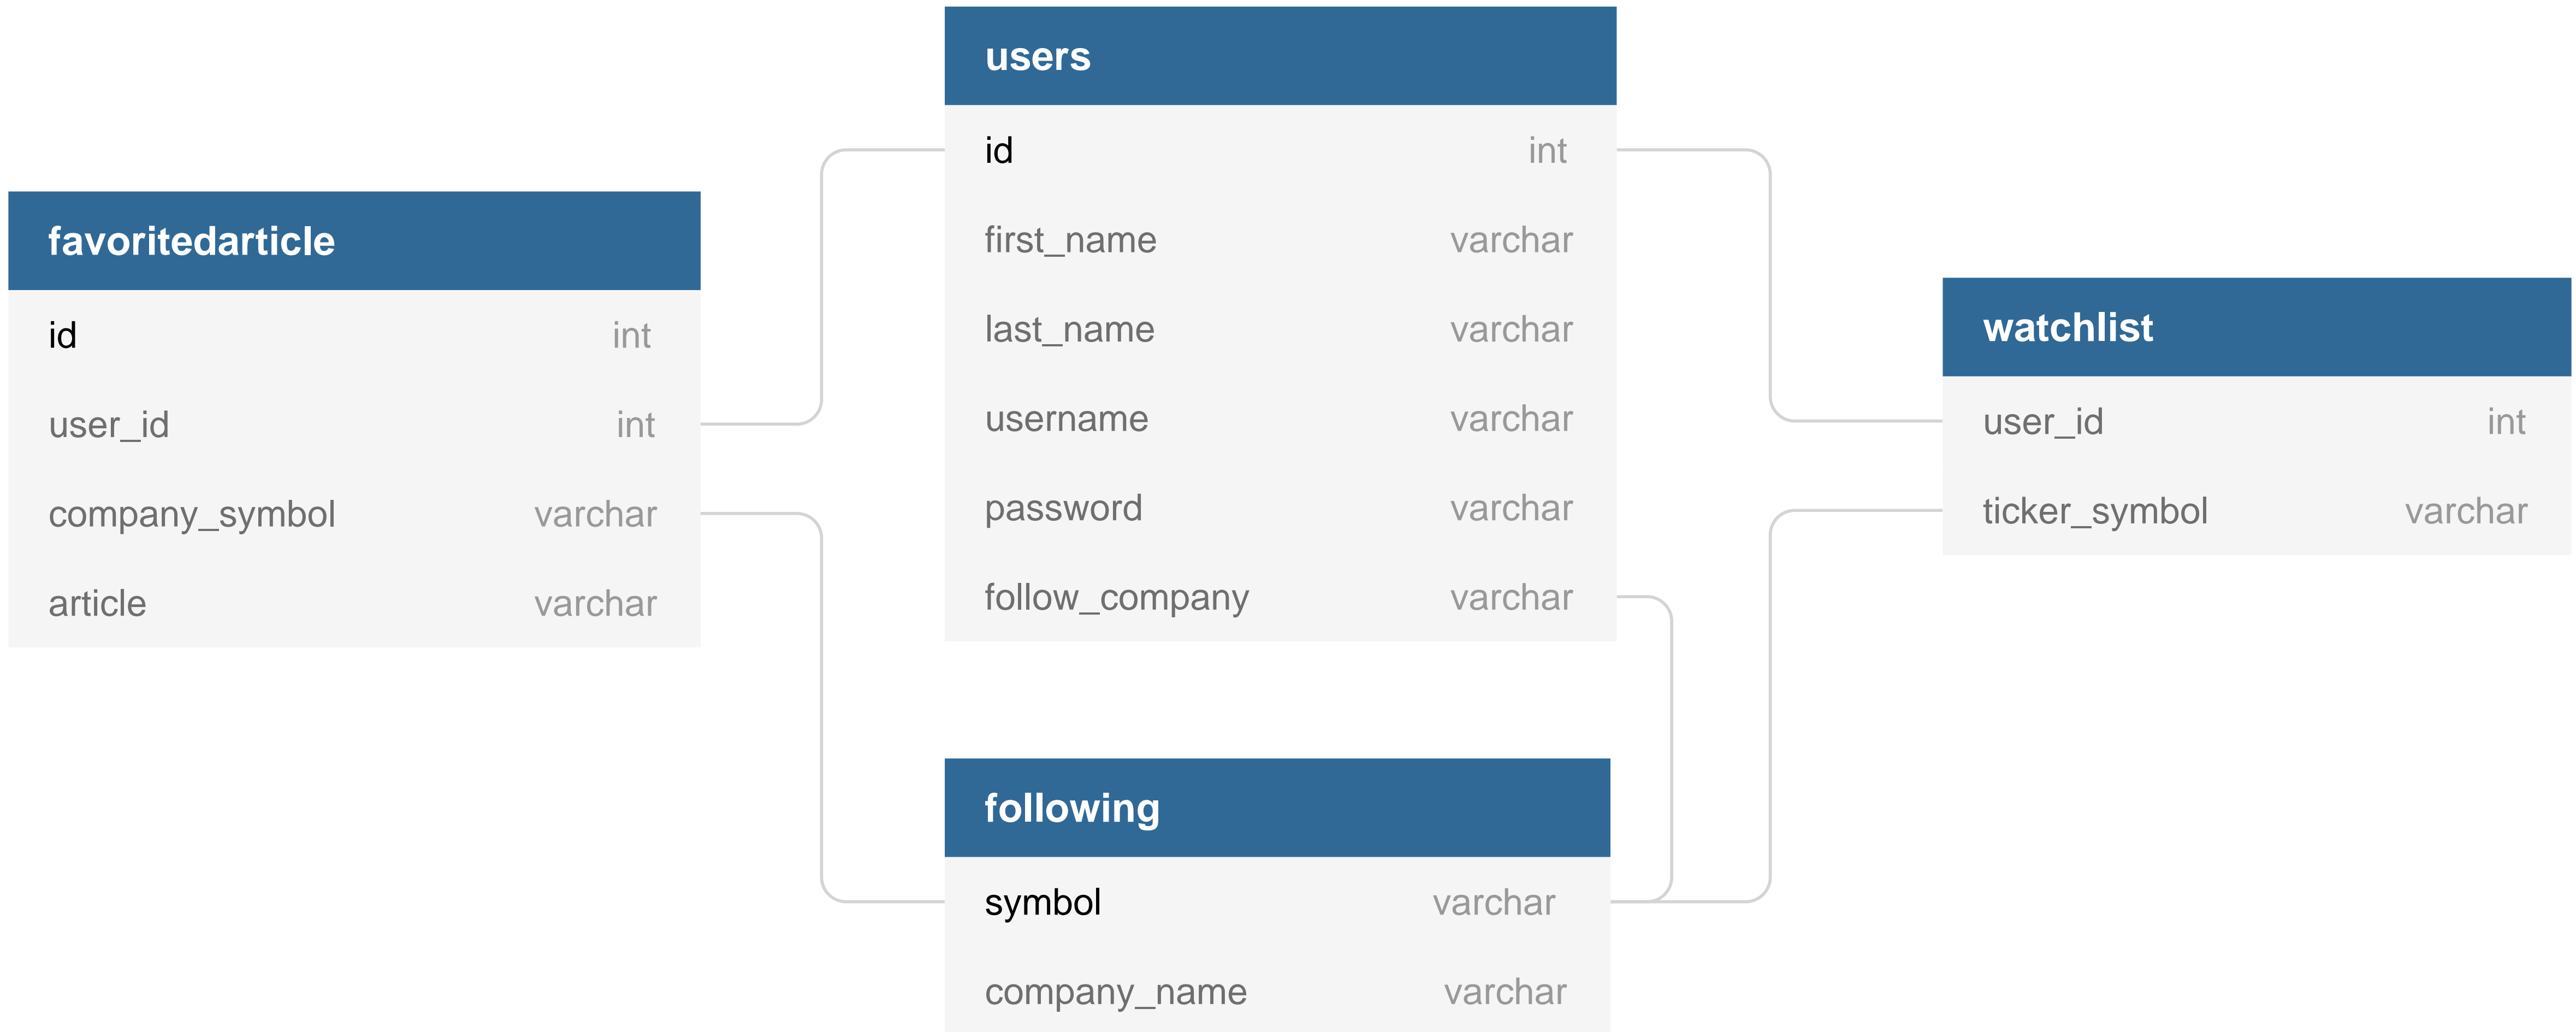 users
id int
first_name varchar
last_name varchar
username varchar
password varchar
follow_company varchar
favoritedarticle
id int
user_id int
company_symbol varchar
article varchar
watchlist
user_id int
ticker_symbol varchar
following
symbol varchar
company_name varchar